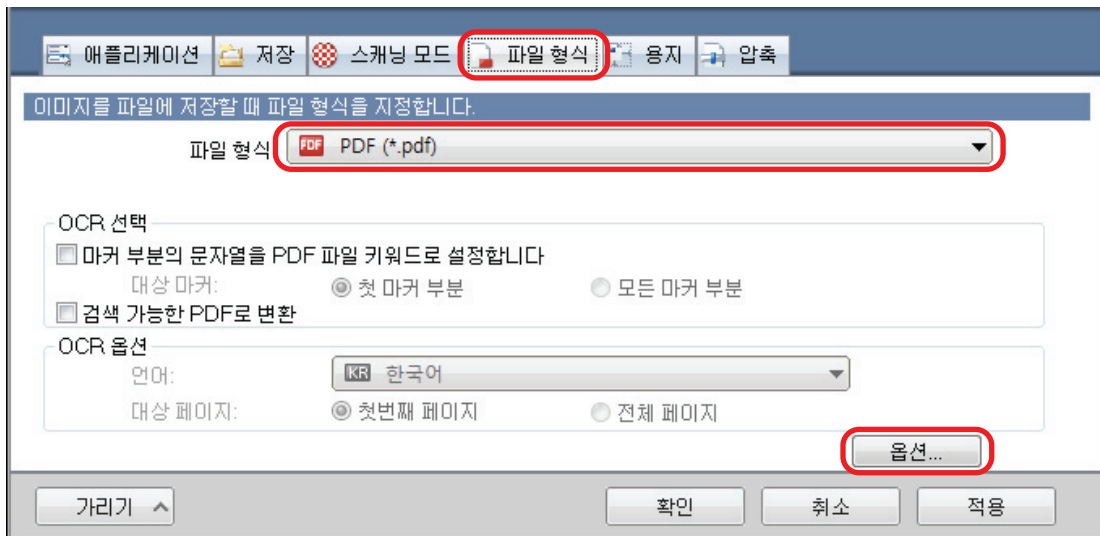 애플리케이션 저장 스캐닝 모드 파일 형식 용지 압축
이미지를 파일에 저장할 때 파일 형식을 지정합니다.
파일 형식 PDF PDF (*.pdf)
OCR 선택
마커 부분의 문자열을 PDF 파일 키워드로 설정합니다
대상 마커: 첫 마커 부분 모든 마커 부분
검색 가능한 PDF로 변환
OCR 옵션
언어: KR 한국어
대상 페이지: 첫번째 페이지 전체 페이지
옵션...
가리기 확인 취소 적용